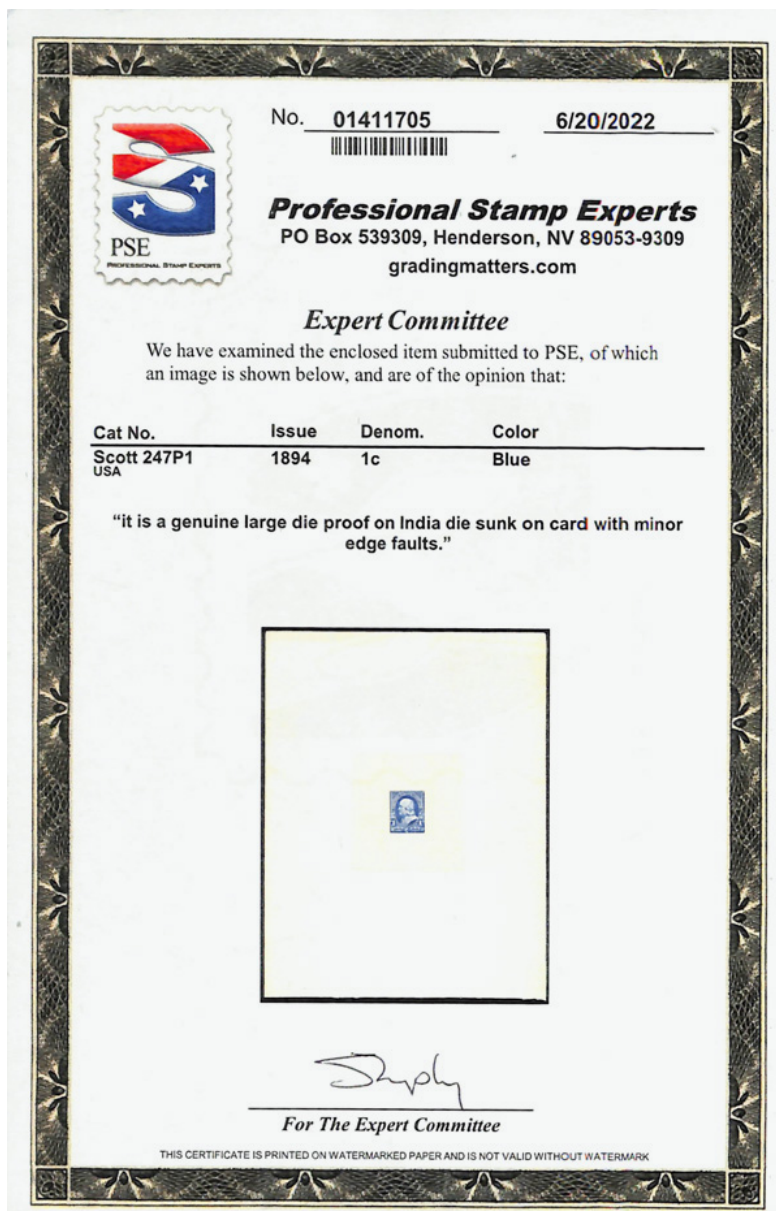 No. 01411705 6/20/2022
PSE
PROFESSIONAL STAMP EXPERTS
Professional Stamp Experts
PO Box 539309, Henderson, NV 89053-9309
gradingmatters.com
Expert Committee
We have examined the enclosed item submitted to PSE, of which
an image is shown below, and are of the opinion that:
Cat No. Issue Denom. Color
Scott 247P1 1894 1c Blue
USA
“it is a genuine large die proof on India die sunk on card with minor
edge faults.”
For The Expert Committee
THIS CERTIFICATE IS PRINTED ON WATERMARKED PAPER AND IS NOT VALID WITHOUT WATERMARK